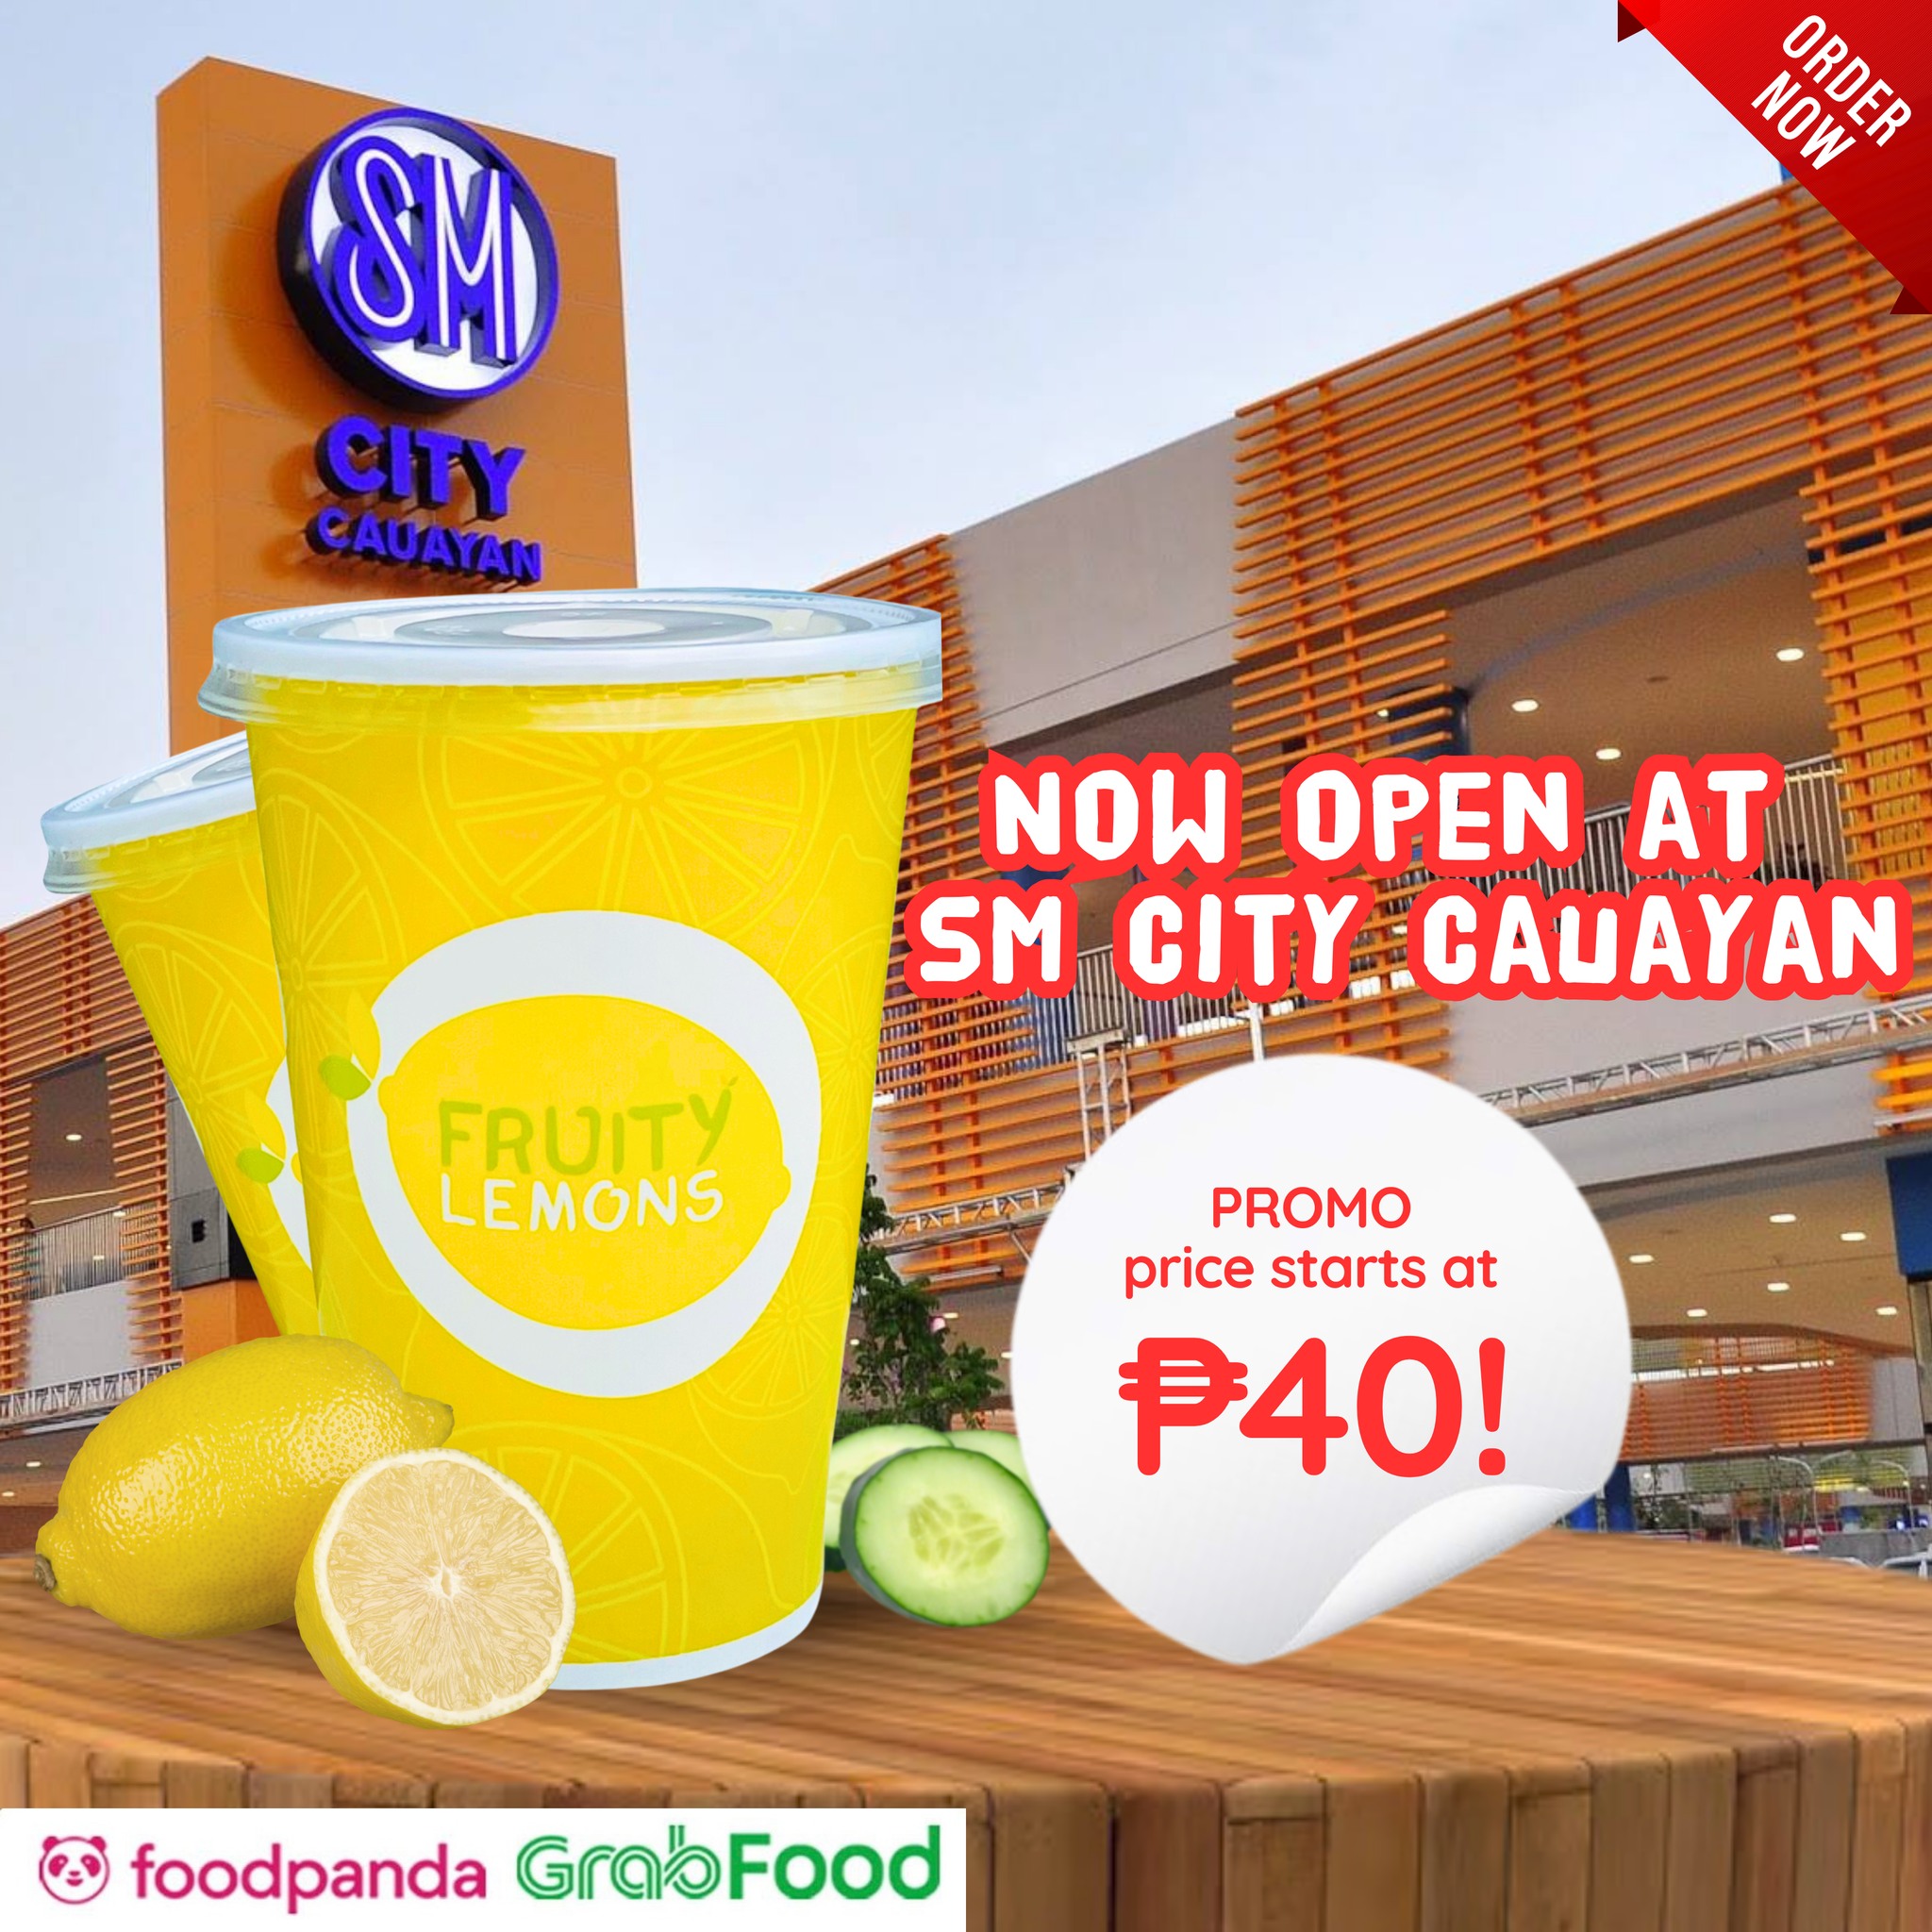 ORDER
NOW
SM
CITY
CAUAYAN
NOW OPEN AT
SM CITY CAUAYAN
FRUITY
LEMONS
PROMO
price starts at
₱40!
foodpanda GrabFood